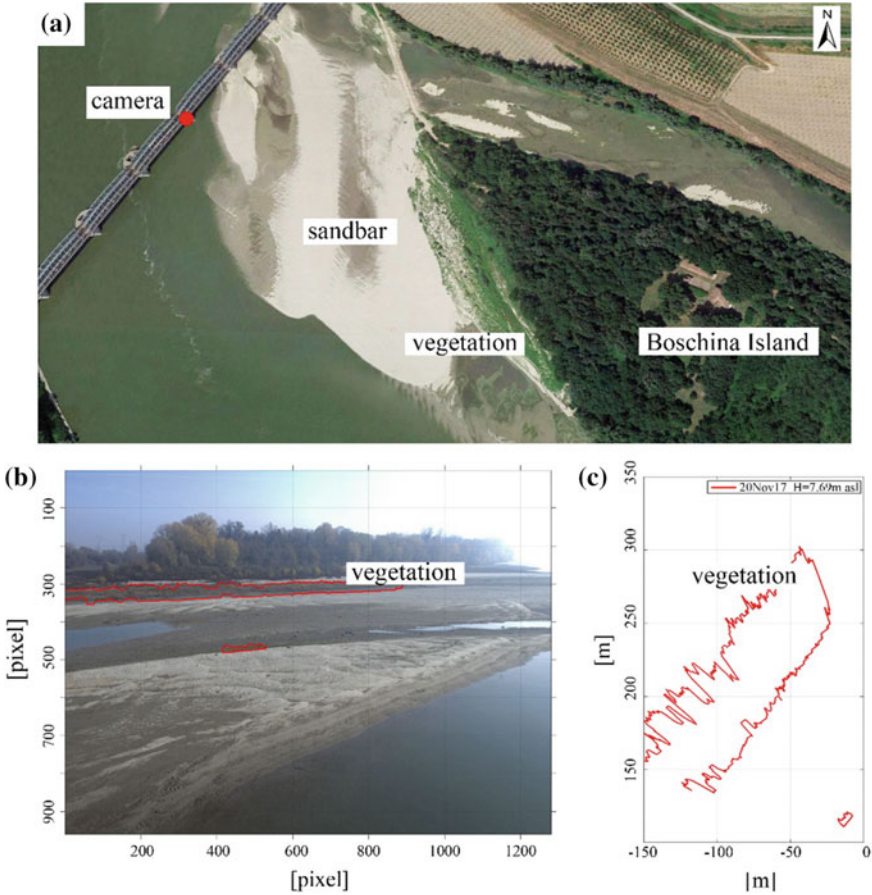 (a)
N
camera
sandbar
vegetation
Boschina Island
(b)
100
300
500
700
900
[pixel]
vegetation
200
400
600
800
1000
1200
[pixel]
(c)
350
300
250
200
150
[m]
20Nov17 H=7.69m asl
vegetation
-150
-100
-50
0
[m]